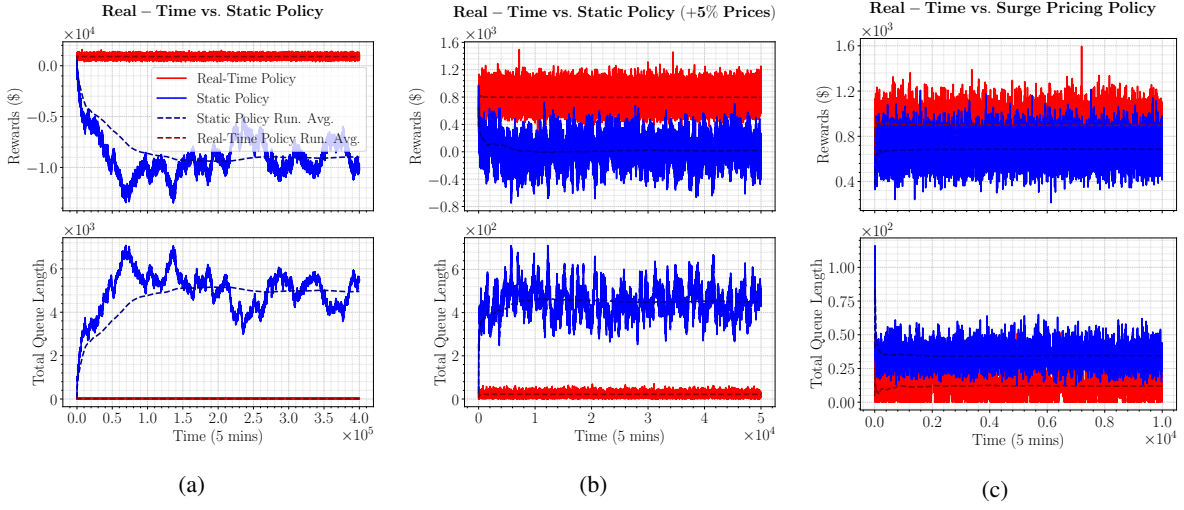 Real − Time vs. Static Policy
×10⁴
Rewards ($)
0.0
−0.5
−1.0
Real-Time Policy
Static Policy
Static Policy Run. Avg.
Real-Time Policy Run. Avg.
×10³
Total Queue Length
6
4
2
0
0.0 0.5 1.0 1.5 2.0 2.5 3.0 3.5 4.0
Time (5 mins)
×10⁵
(a)
Real − Time vs. Static Policy (+5% Prices)
×10³
Rewards ($)
1.6
1.2
0.8
0.4
0.0
−0.4
−0.8
×10²
Total Queue Length
6
4
2
0
0 1 2 3 4 5
Time (5 mins)
×10⁴
(b)
Real − Time vs. Surge Pricing Policy
×10³
Rewards ($)
1.6
1.2
0.8
0.4
×10²
Total Queue Length
1.00
0.75
0.50
0.25
0.00
0.0 0.2 0.4 0.6 0.8 1.0
Time (5 mins)
×10⁴
(c)